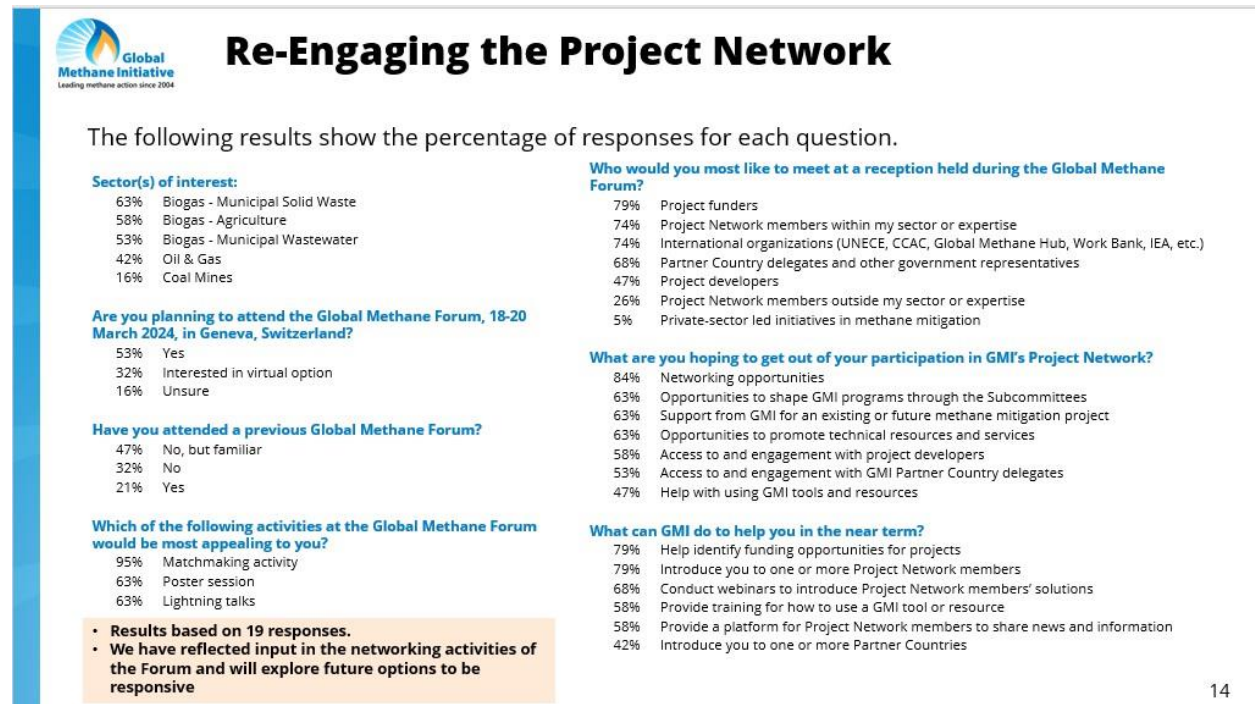 Global
Methane Initiative
Leading methane action since 2004
Re-Engaging the Project Network
The following results show the percentage of responses for each question.
Sector(s) of interest:
63% Biogas - Municipal Solid Waste
58% Biogas - Agriculture
53% Biogas - Municipal Wastewater
42% Oil & Gas
16% Coal Mines
Are you planning to attend the Global Methane Forum, 18-20
March 2024, in Geneva, Switzerland?
53% Yes
32% Interested in virtual option
16% Unsure
Have you attended a previous Global Methane Forum?
47% No, but familiar
32% No
21% Yes
Which of the following activities at the Global Methane Forum
would be most appealing to you?
95% Matchmaking activity
63% Poster session
63% Lightning talks
• Results based on 19 responses.
• We have reflected input in the networking activities of
the Forum and will explore future options to be
responsive
Who would you most like to meet at a reception held during the Global Methane
Forum?
79% Project funders
74% Project Network members within my sector or expertise
74% International organizations (UNECE, CCAC, Global Methane Hub, Work Bank, IEA, etc.)
68% Partner Country delegates and other government representatives
47% Project developers
26% Project Network members outside my sector or expertise
5% Private-sector led initiatives in methane mitigation
What are you hoping to get out of your participation in GMI's Project Network?
84% Networking opportunities
63% Opportunities to shape GMI programs through the Subcommittees
63% Support from GMI for an existing or future methane mitigation project
63% Opportunities to promote technical resources and services
58% Access to and engagement with project developers
53% Access to and engagement with GMI Partner Country delegates
47% Help with using GMI tools and resources
What can GMI do to help you in the near term?
79% Help identify funding opportunities for projects
79% Introduce you to one or more Project Network members
68% Conduct webinars to introduce Project Network members' solutions
58% Provide training for how to use a GMI tool or resource
58% Provide a platform for Project Network members to share news and information
42% Introduce you to one or more Partner Countries
14